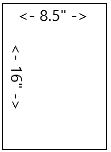 <- 8.5" ->
<- 16" ->